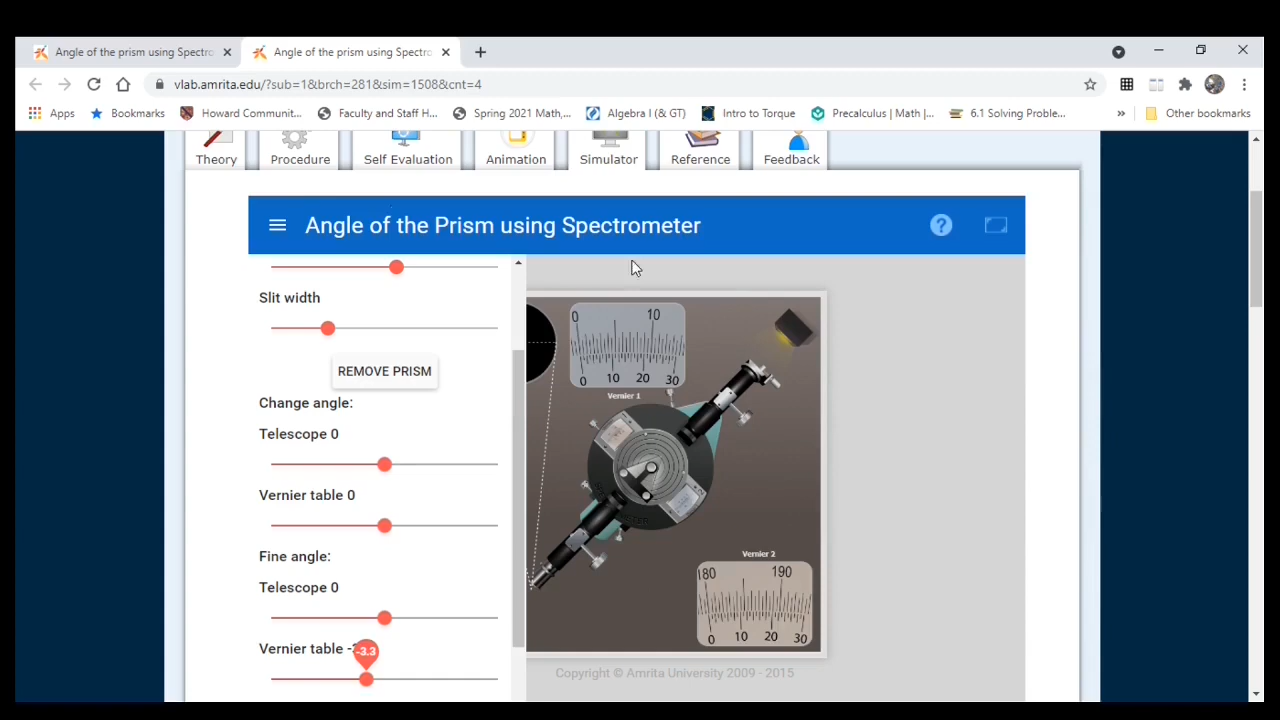 Angle of the prism using Spectro
Angle of the prism using Spectro
vlab.amrita.edu/?sub=1&brch=281&sim=1508&cnt=4
Apps
Bookmarks
Howard Communit...
Faculty and Staff H...
Spring 2021 Math,...
Algebra I (& GT)
Intro to Torque
Precalculus | Math |...
6.1 Solving Proble...
»
Other bookmarks
Theory
Procedure
Self Evaluation
Animation
Simulator
Reference
Feedback
Angle of the Prism using Spectrometer
?
Slit width
REMOVE PRISM
Change angle:
Telescope 0
Vernier table 0
Fine angle:
Telescope 0
Vernier table -3
-3.3
0 10
0 10 20 30
Vernier 1
Vernier 2
180 190
0 10 20 30
Copyright © Amrita University 2009 - 2015